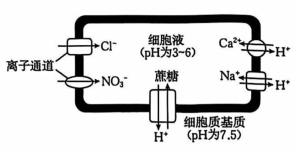 细胞液
(pH为3~6)
Cl⁻
Ca²⁺
H⁺
离子通道
Na⁺
NO₃⁻
蔗糖
H⁺
细胞质基质
H⁺
(pH为7.5)